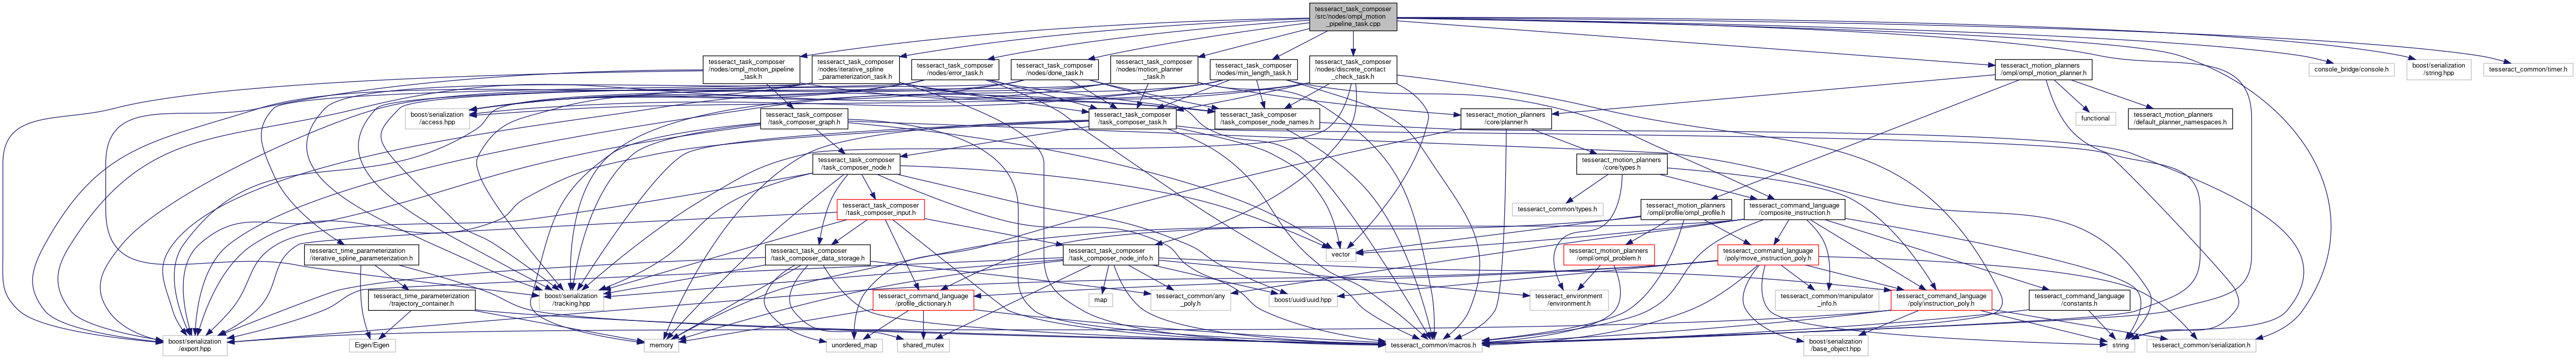 tesseract_task_composer
/src/nodes/ompl_motion
_pipeline_task.cpp
tesseract_task_composer
/nodes/ompl_motion_pipeline
_task.h
tesseract_task_composer
/nodes/iterative_spline
_parameterization_task.h
tesseract_task_composer
/nodes/error_task.h
tesseract_task_composer
/nodes/done_task.h
tesseract_task_composer
/nodes/motion_planner
_task.h
tesseract_task_composer
/nodes/min_length_task.h
tesseract_task_composer
/nodes/discrete_contact
_check_task.h
tesseract_motion_planners
/ompl/ompl_motion_planner.h
console_bridge/console.h
boost/serialization
/string.hpp
tesseract_common/timer.h
boost/serialization
/access.hpp
tesseract_task_composer
/task_composer_graph.h
tesseract_task_composer
/task_composer_task.h
tesseract_task_composer
/task_composer_node_names.h
tesseract_motion_planners
/core/planner.h
functional
tesseract_motion_planners
/default_planner_namespaces.h
tesseract_task_composer
/task_composer_node.h
tesseract_motion_planners
/core/types.h
tesseract_task_composer
/task_composer_input.h
tesseract_common/types.h
tesseract_motion_planners
/ompl/profile/ompl_profile.h
tesseract_command_language
/composite_instruction.h
tesseract_time_parameterization
/iterative_spline_parameterization.h
tesseract_task_composer
/task_composer_data_storage.h
tesseract_task_composer
/task_composer_node_info.h
vector
tesseract_motion_planners
/ompl/ompl_problem.h
tesseract_command_language
/poly/move_instruction_poly.h
tesseract_time_parameterization
/trajectory_container.h
boost/serialization
/tracking.hpp
tesseract_command_language
/profile_dictionary.h
map
tesseract_common/any
_poly.h
boost/uuid/uuid.hpp
tesseract_environment
/environment.h
tesseract_common/manipulator
_info.h
tesseract_command_language
/poly/instruction_poly.h
tesseract_command_language
/constants.h
boost/serialization
/export.hpp
Eigen/Eigen
memory
unordered_map
shared_mutex
tesseract_common/macros.h
boost/serialization
/base_object.hpp
string
tesseract_common/serialization.h